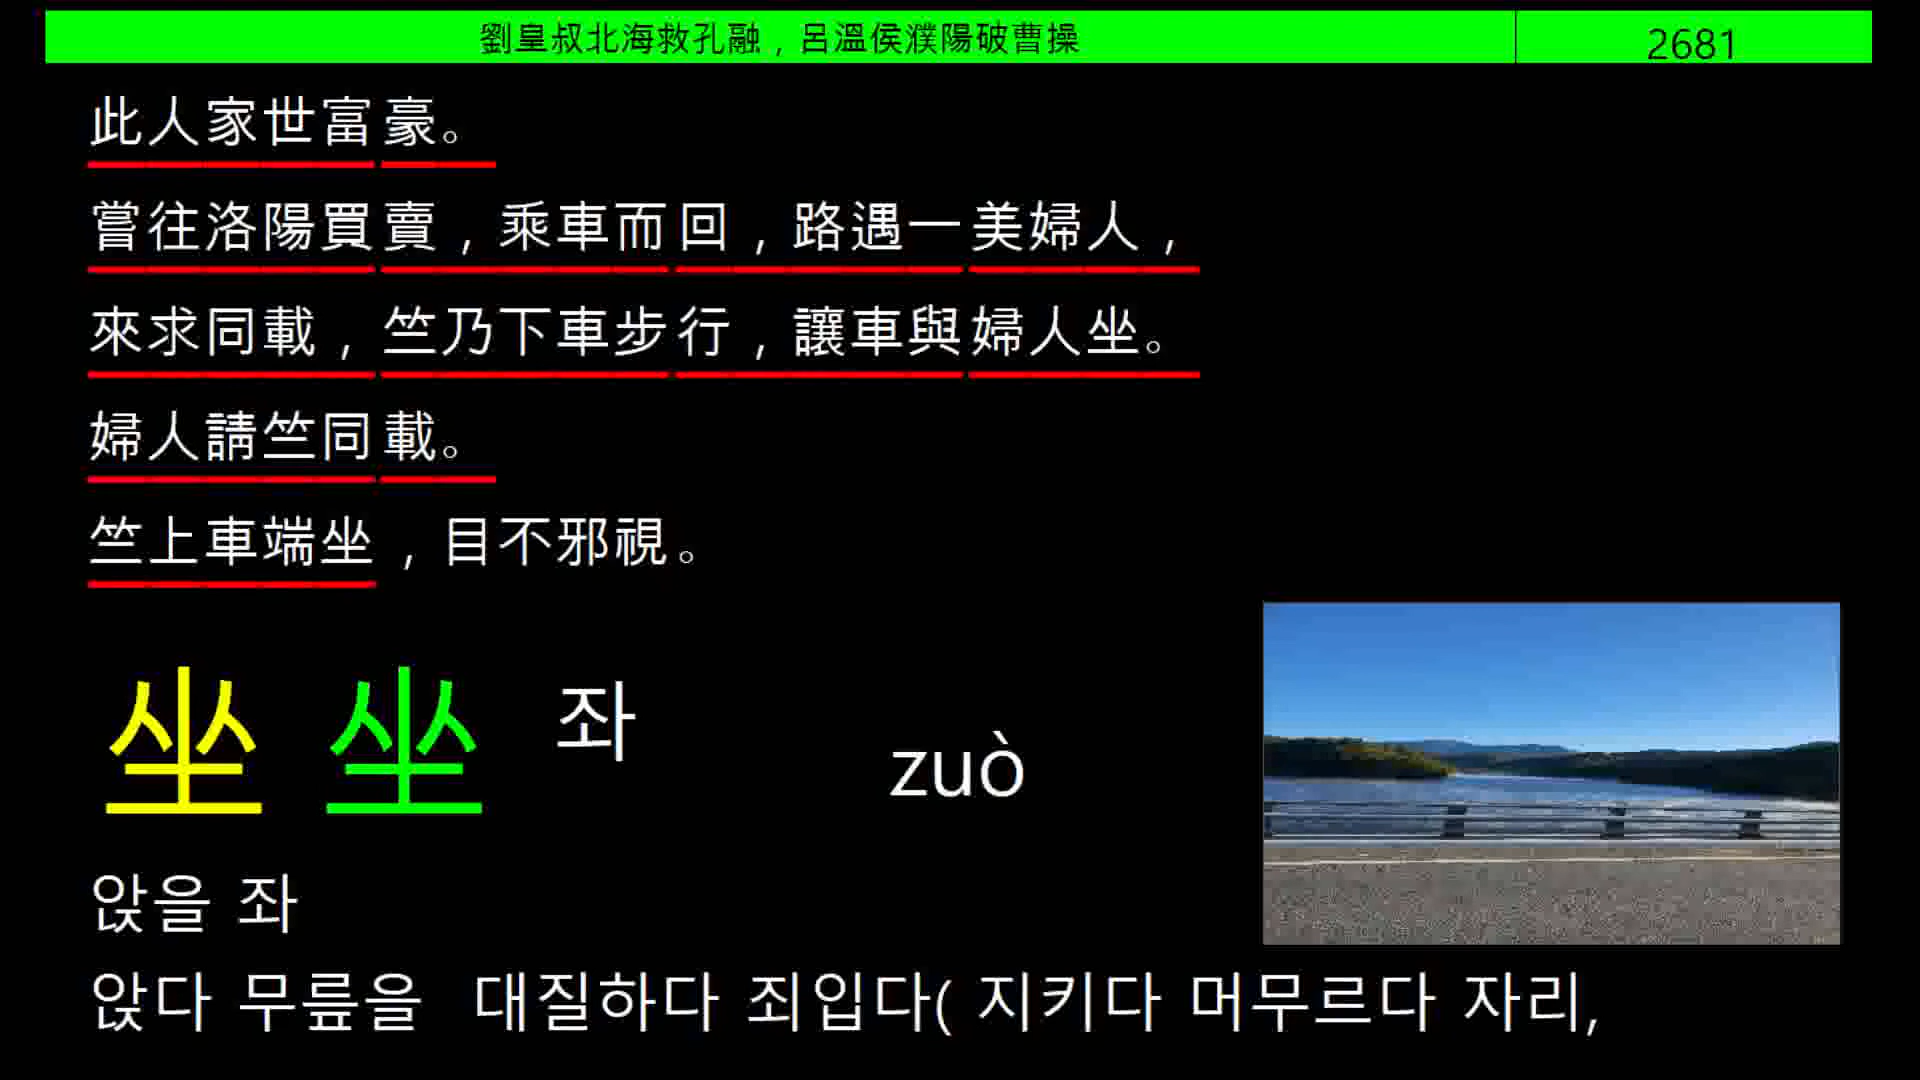 劉皇叔北海救孔融，呂溫侯濮陽破曹操
2681
此人家世富豪。
嘗往洛陽買賣，乘車而回，路遇一美婦人，
來求同載，竺乃下車步行，讓車與婦人坐。
婦人請竺同載。
竺上車端坐，目不邪視。
坐 坐 좌 zuò
앉을 좌
앉다 무릎을 대질하다 죄입다( 지키다 머무르다 자리,